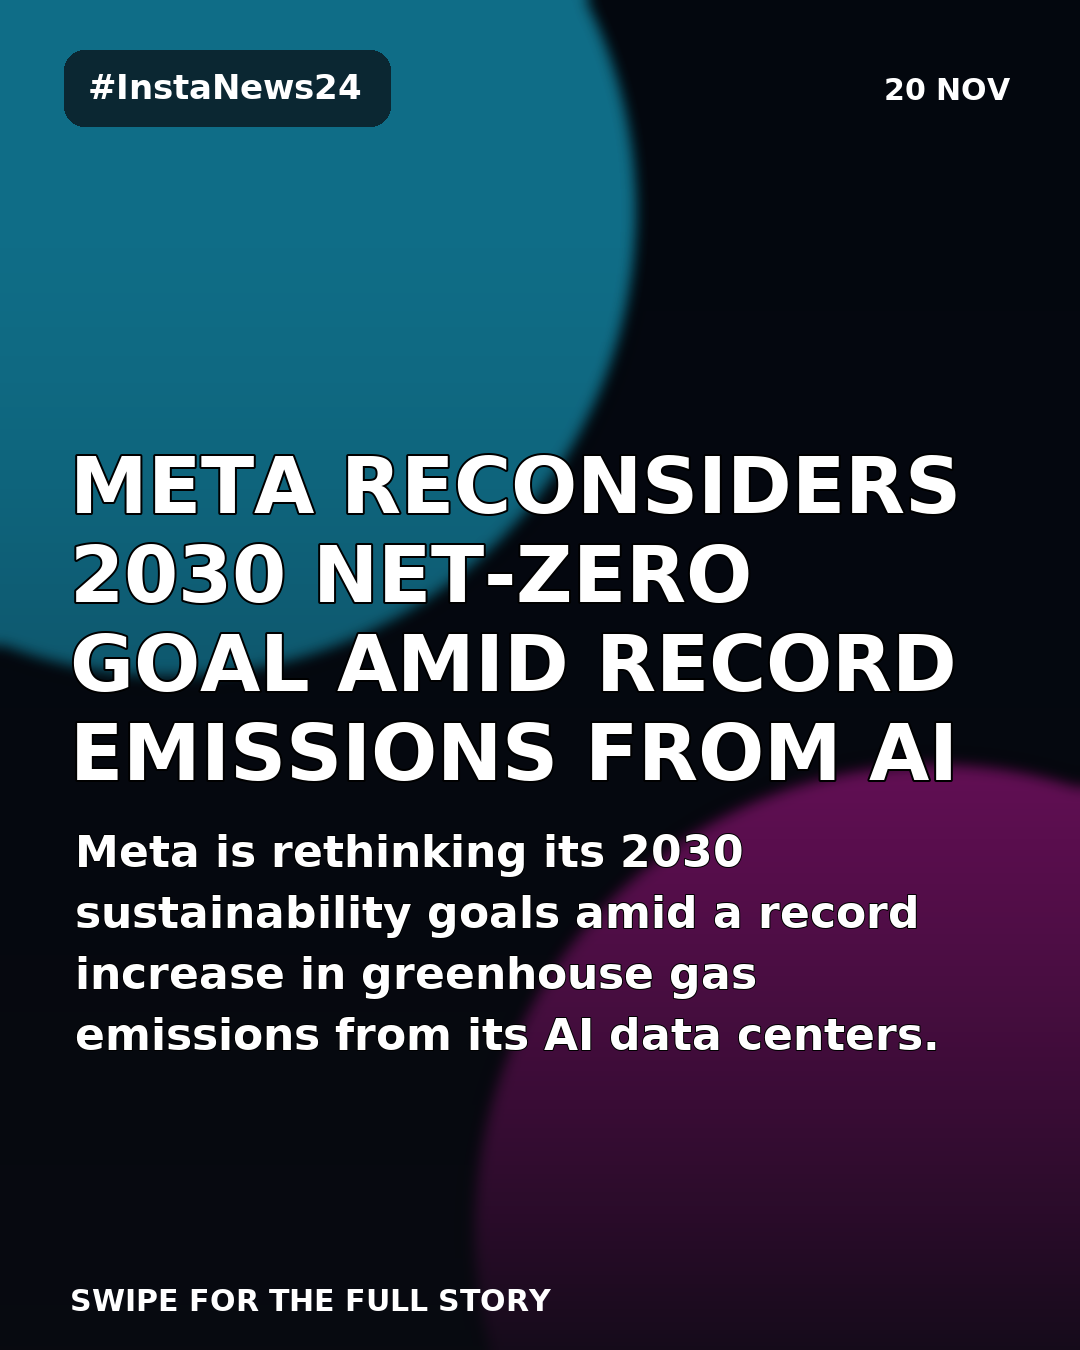 #InstaNews24
20 NOV
META RECONSIDERS
2030 NET-ZERO
GOAL AMID RECORD
EMISSIONS FROM AI
Meta is rethinking its 2030
sustainability goals amid a record
increase in greenhouse gas
emissions from its AI data centers.
SWIPE FOR THE FULL STORY